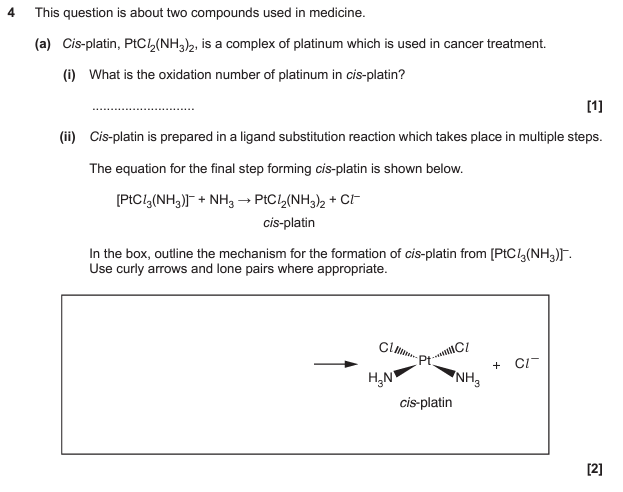 4 This question is about two compounds used in medicine.
(a) Cis-platin, PtCl₂(NH₃)₂, is a complex of platinum which is used in cancer treatment.
(i) What is the oxidation number of platinum in cis-platin?
............................ [1]
(ii) Cis-platin is prepared in a ligand substitution reaction which takes place in multiple steps.
The equation for the final step forming cis-platin is shown below.
[PtCl₃(NH₃)]⁻ + NH₃ → PtCl₂(NH₃)₂ + Cl⁻
cis-platin
In the box, outline the mechanism for the formation of cis-platin from [PtCl₃(NH₃)]⁻.
Use curly arrows and lone pairs where appropriate.
Cl Cl
Pt + Cl⁻
H₃N NH₃
cis-platin
[2]